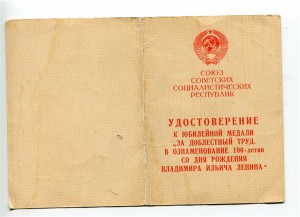 СОЮЗ
СОВЕТСКИХ
СОЦИАЛИСТИЧЕСКИХ
РЕСПУБЛИК
УДОСТОВЕРЕНИЕ
К ЮБИЛЕЙНОЙ МЕДАЛИ
„ЗА ДОБЛЕСТНЫЙ ТРУД.
В ОЗНАМЕНОВАНИЕ 100-летия
СО ДНЯ РОЖДЕНИЯ
ВЛАДИМИРА ИЛЬИЧА ЛЕНИНА“